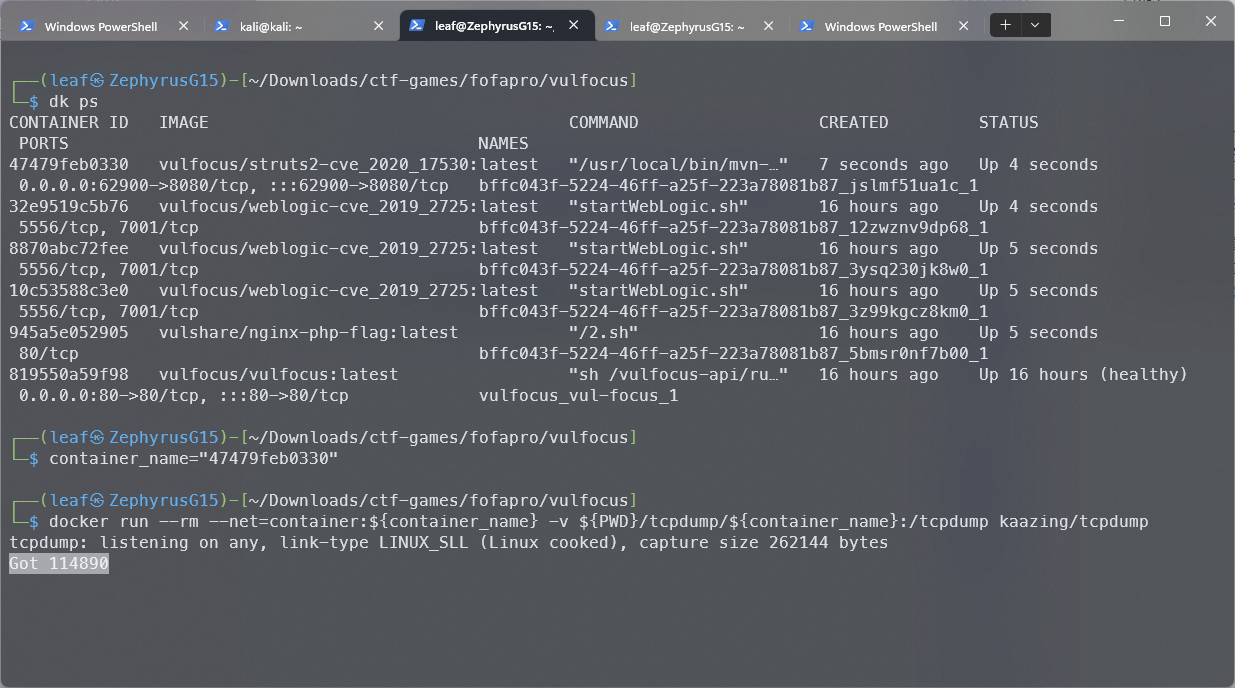 Windows PowerShell
kali@kali: ~
leaf@ZephyrusG15: ~
leaf@ZephyrusG15: ~
Windows PowerShell
┌──(leaf㉿ZephyrusG15)-[~/Downloads/ctf-games/fofapro/vulfocus]
└─$ dk ps
CONTAINER ID   IMAGE                                    COMMAND                  CREATED         STATUS
 PORTS                                         NAMES
47479feb0330   vulfocus/struts2-cve_2020_17530:latest   "/usr/local/bin/mvn-…"   7 seconds ago   Up 4 seconds
 0.0.0.0:62900->8080/tcp, :::62900->8080/tcp   bffc043f-5224-46ff-a25f-223a78081b87_jslmf51ua1c_1
32e9519c5b76   vulfocus/weblogic-cve_2019_2725:latest   "startWebLogic.sh"       16 hours ago    Up 4 seconds
 5556/tcp, 7001/tcp                            bffc043f-5224-46ff-a25f-223a78081b87_12zwznv9dp68_1
8870abc72fee   vulfocus/weblogic-cve_2019_2725:latest   "startWebLogic.sh"       16 hours ago    Up 5 seconds
 5556/tcp, 7001/tcp                            bffc043f-5224-46ff-a25f-223a78081b87_3ysq230jk8w0_1
10c53588c3e0   vulfocus/weblogic-cve_2019_2725:latest   "startWebLogic.sh"       16 hours ago    Up 5 seconds
 5556/tcp, 7001/tcp                            bffc043f-5224-46ff-a25f-223a78081b87_3z99kgcz8km0_1
945a5e052905   vulshare/nginx-php-flag:latest           "/2.sh"                  16 hours ago    Up 5 seconds
 80/tcp                                        bffc043f-5224-46ff-a25f-223a78081b87_5bmsr0nf7b00_1
819550a59f98   vulfocus/vulfocus:latest                 "sh /vulfocus-api/ru…"   16 hours ago    Up 16 hours (healthy)
 0.0.0.0:80->80/tcp, :::80->80/tcp             vulfocus_vul-focus_1
┌──(leaf㉿ZephyrusG15)-[~/Downloads/ctf-games/fofapro/vulfocus]
└─$ container_name="47479feb0330"
┌──(leaf㉿ZephyrusG15)-[~/Downloads/ctf-games/fofapro/vulfocus]
└─$ docker run --rm --net=container:${container_name} -v ${PWD}/tcpdump/${container_name}:/tcpdump kaazing/tcpdump
tcpdump: listening on any, link-type LINUX_SLL (Linux cooked), capture size 262144 bytes
Got 114890